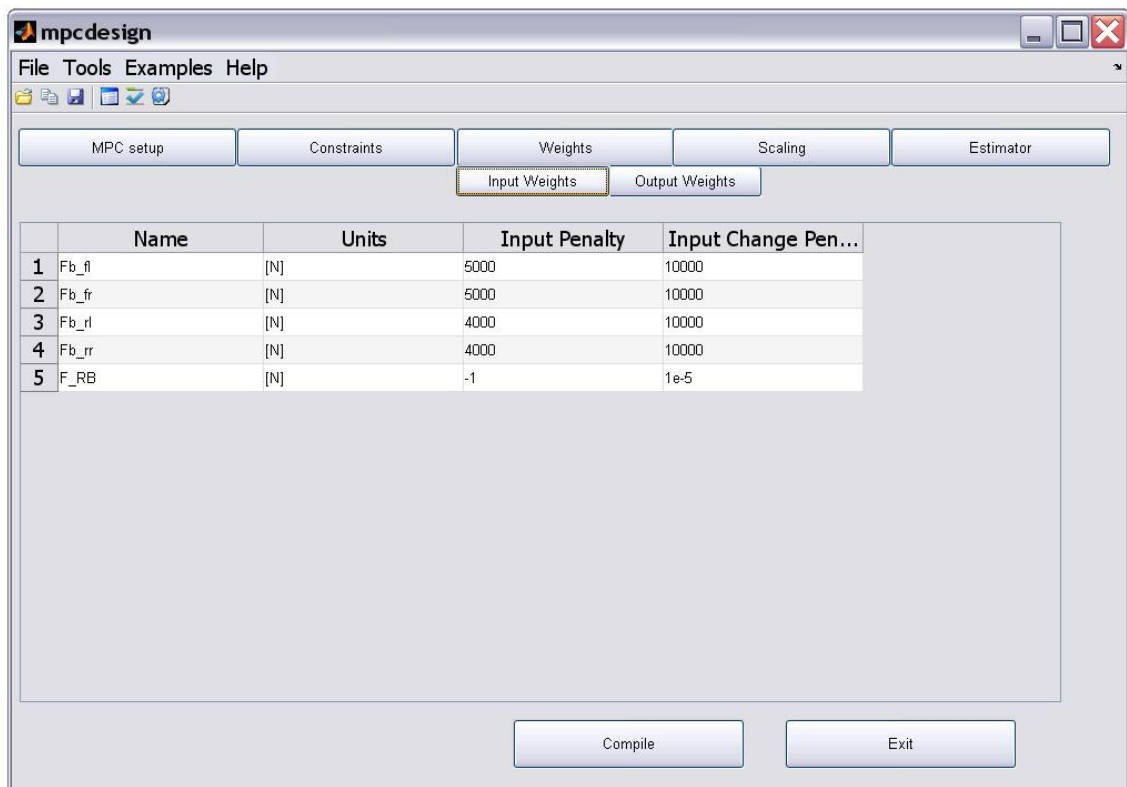 mpcdesign
File Tools Examples Help
MPC setup Constraints Weights Scaling Estimator
Input Weights Output Weights
Name Units Input Penalty Input Change Pen...
1 Fb_fl [N] 5000 10000
2 Fb_fr [N] 5000 10000
3 Fb_rl [N] 4000 10000
4 Fb_rr [N] 4000 10000
5 F_RB [N] -1 1e-5
Compile Exit